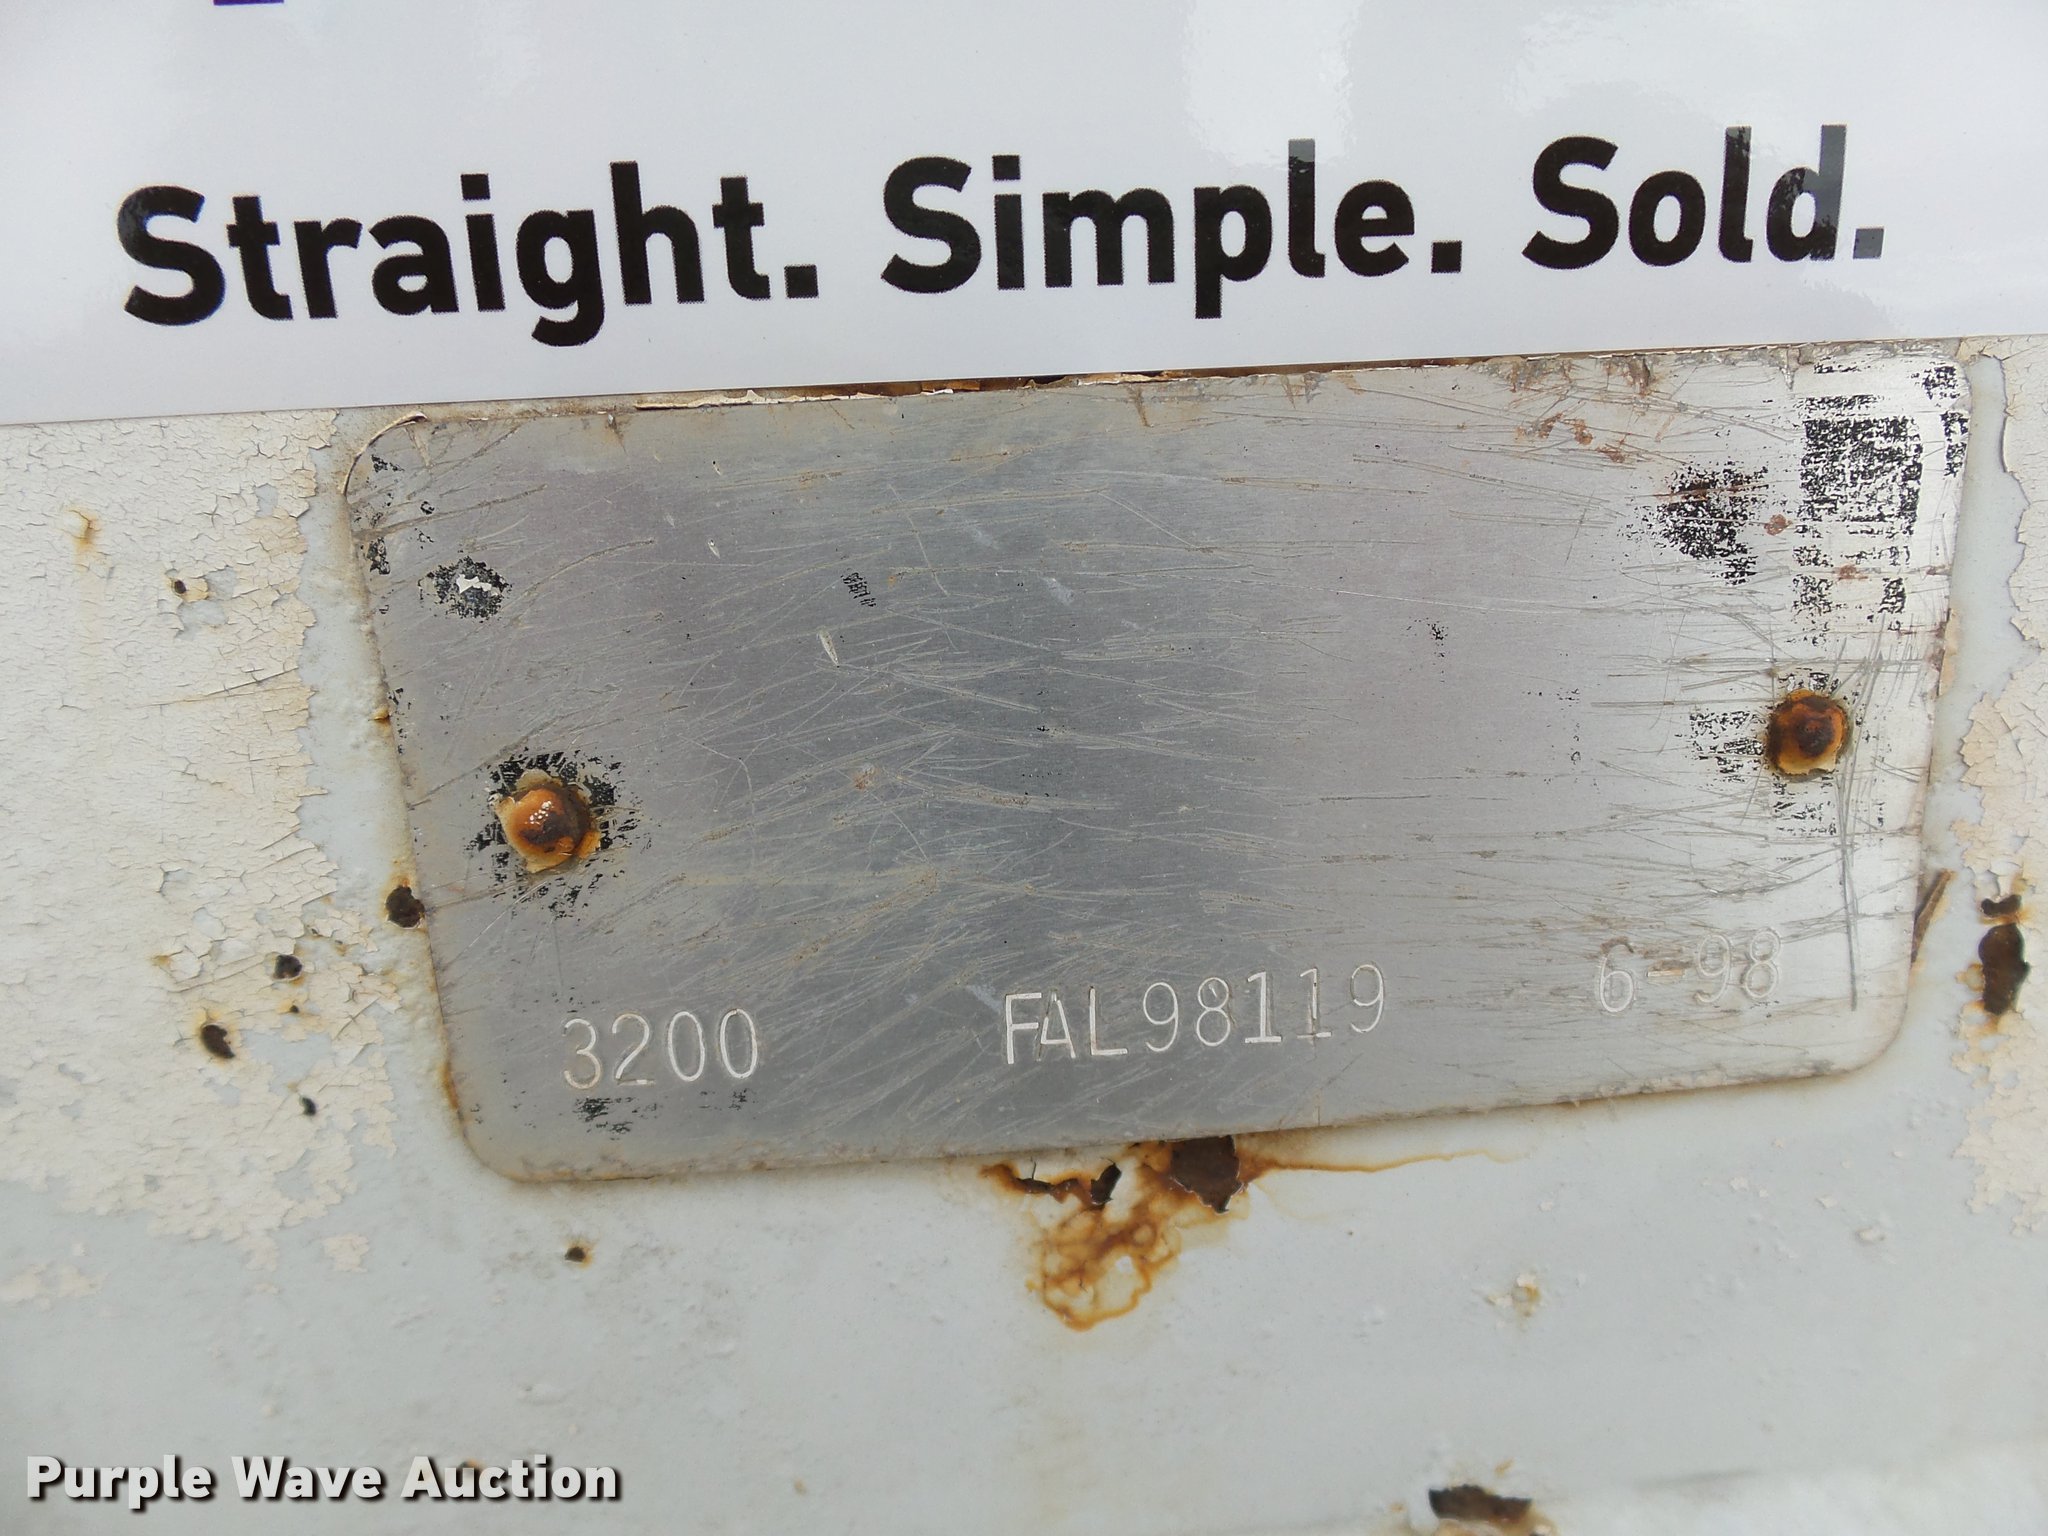 Straight. Simple. Sold.
3200 FAL98119 6-98
Purple Wave Auction